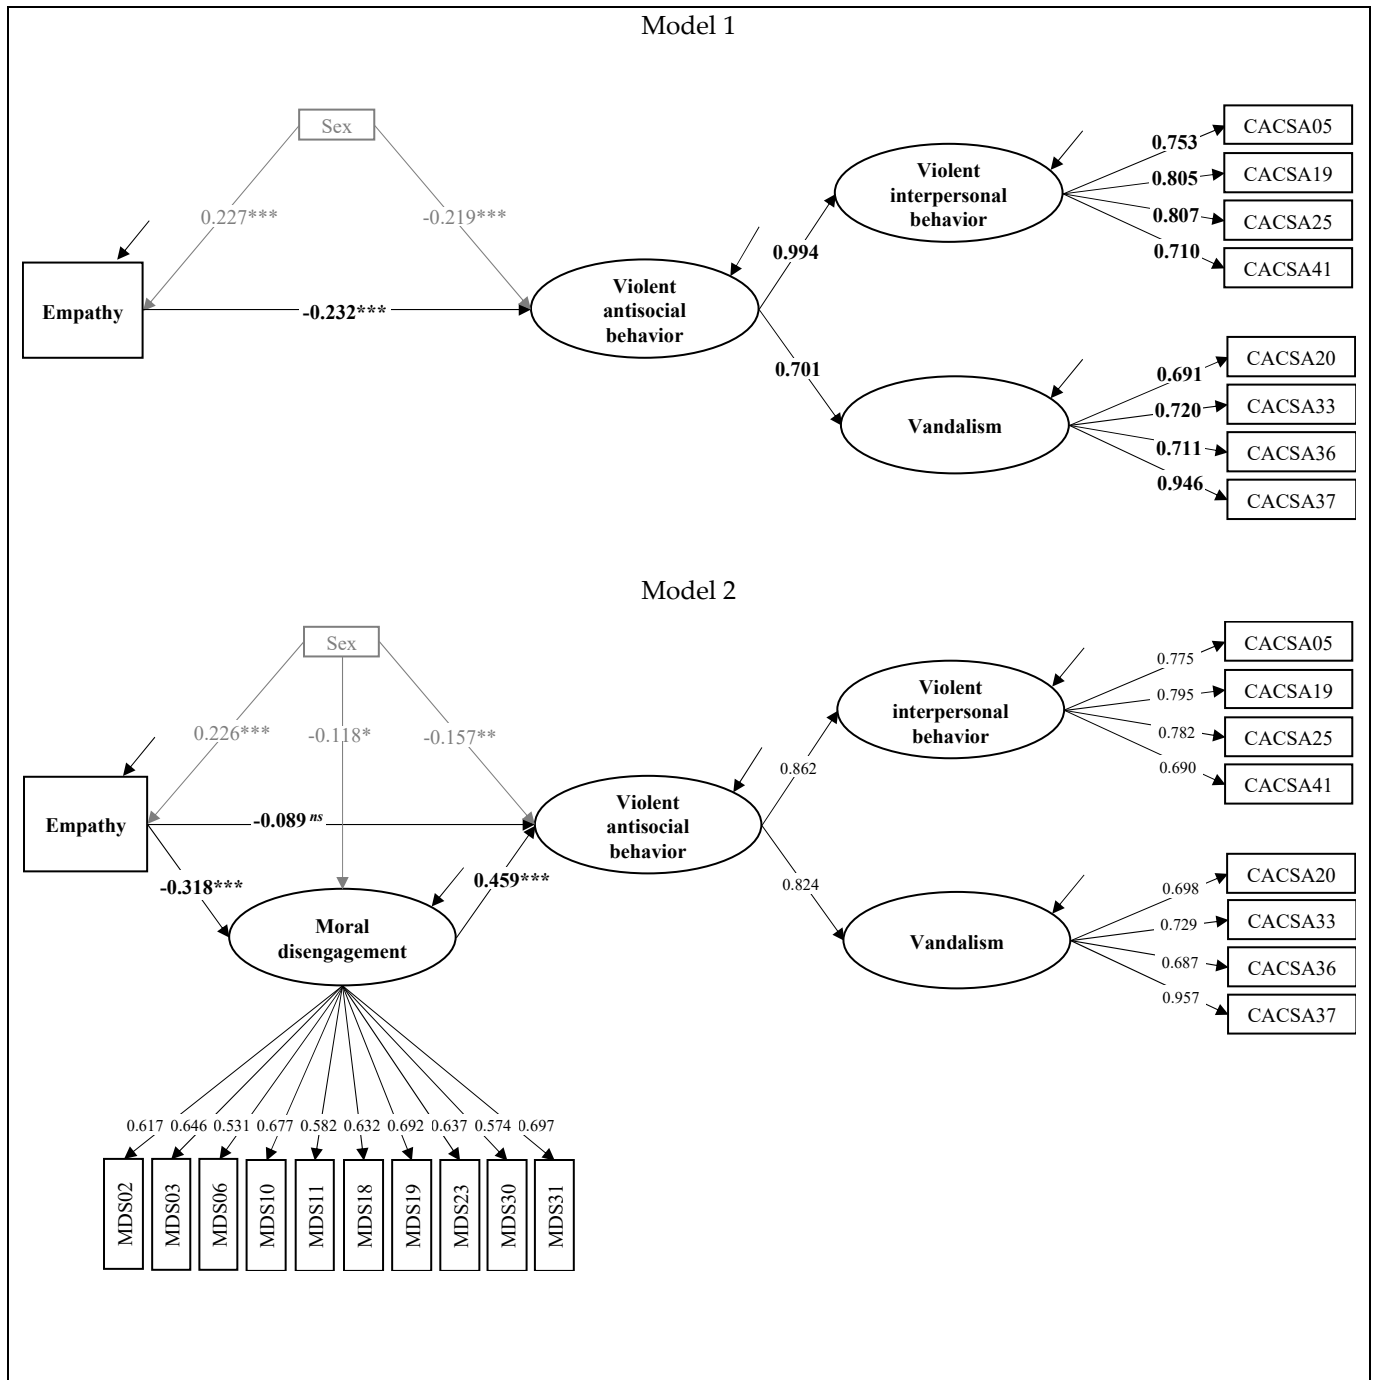 Model 1
Sex
0.227***
-0.219***
Empathy
-0.232***
Violent
antisocial
behavior
0.994
0.701
Violent
interpersonal
behavior
0.753
0.805
0.807
0.710
CACSA05
CACSA19
CACSA25
CACSA41
Vandalism
0.691
0.720
0.711
0.946
CACSA20
CACSA33
CACSA36
CACSA37
Model 2
Sex
0.226***
-0.118*
-0.157**
Empathy
-0.089 ns
-0.318***
0.459***
Moral
disengagement
Violent
antisocial
behavior
0.862
0.824
Violent
interpersonal
behavior
0.775
0.795
0.782
0.690
CACSA05
CACSA19
CACSA25
CACSA41
Vandalism
0.698
0.729
0.687
0.957
CACSA20
CACSA33
CACSA36
CACSA37
0.617 0.646 0.531 0.677 0.582 0.632 0.692 0.637 0.574 0.697
MDS02
MDS03
MDS06
MDS10
MDS11
MDS18
MDS19
MDS23
MDS30
MDS31